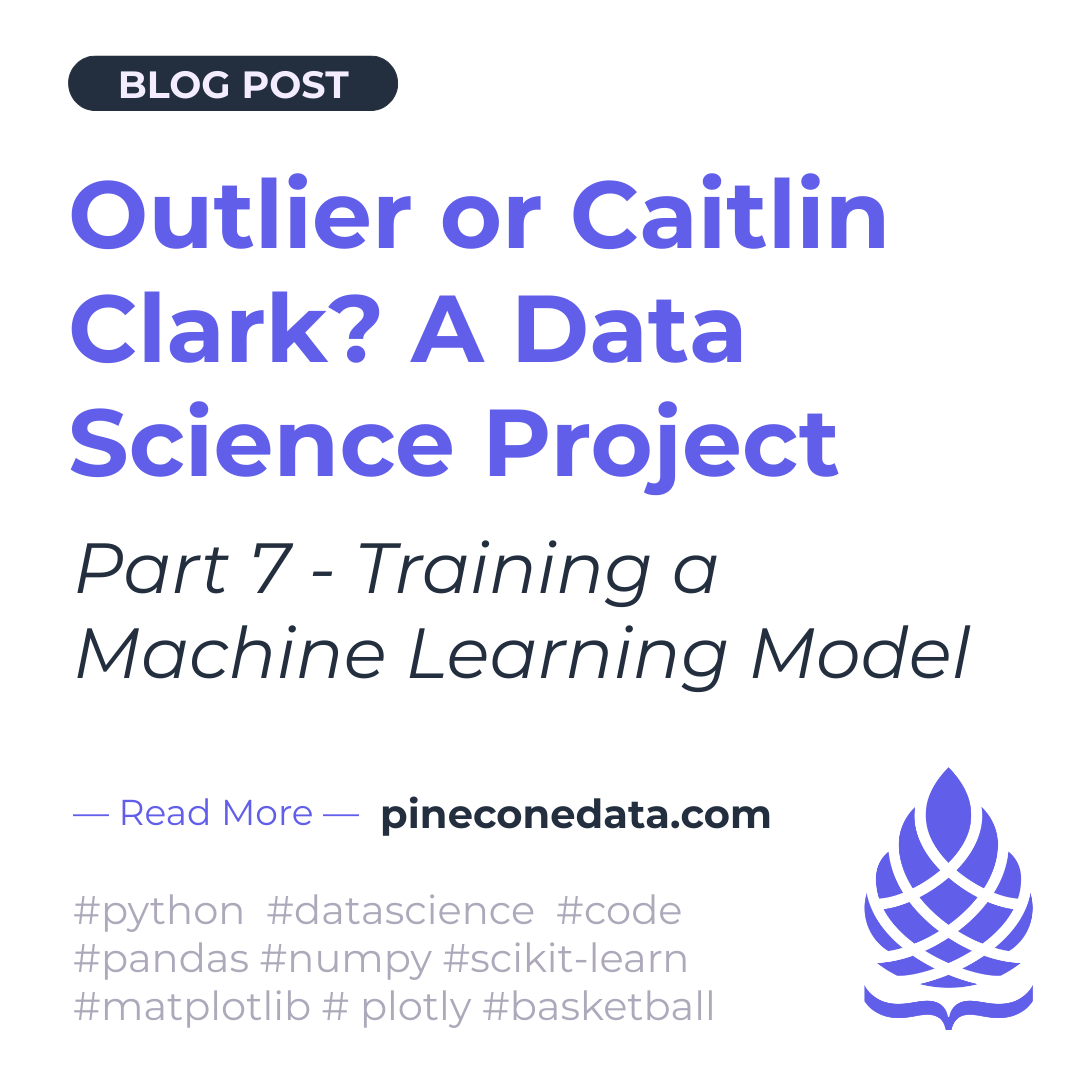 BLOG POST
Outlier or Caitlin
Clark? A Data
Science Project
Part 7 - Training a
Machine Learning Model
— Read More — pineconedata.com
#python #datascience #code
#pandas #numpy #scikit-learn
#matplotlib # plotly #basketball